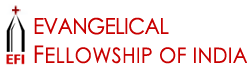 EVANGELICAL
FELLOWSHIP OF INDIA
EFI